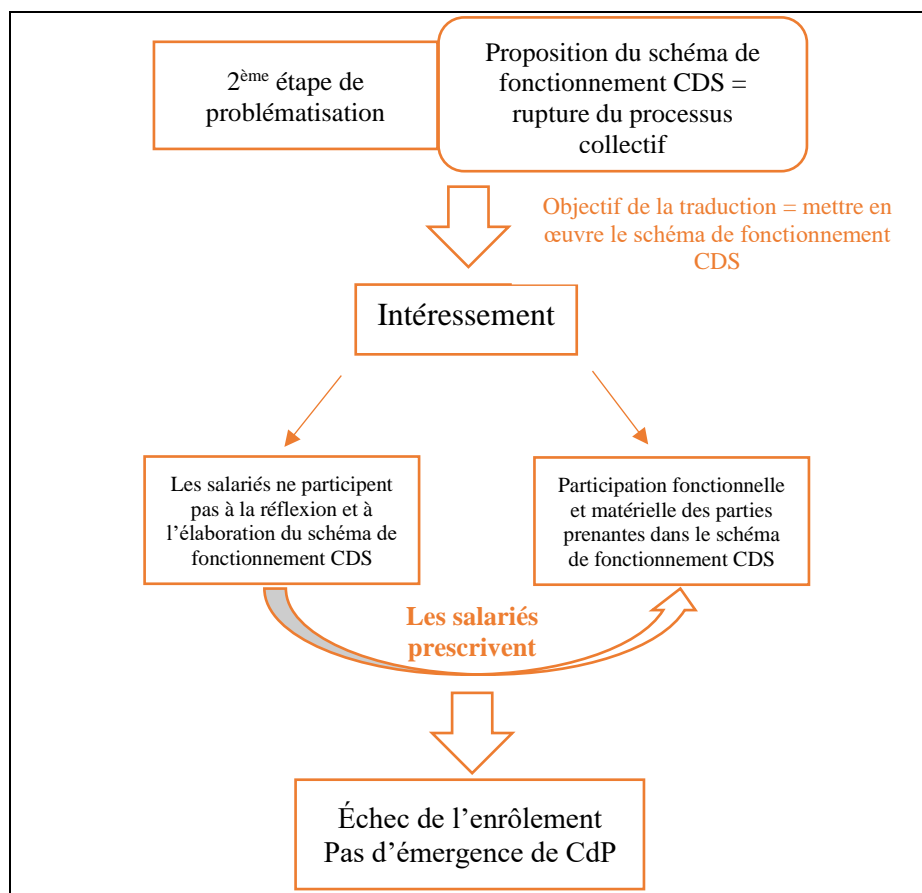 2ème étape de
problématisation
Proposition du schéma de
fonctionnement CDS =
rupture du processus
collectif
Objectif de la traduction = mettre en
œuvre le schéma de fonctionnement
CDS
Intéressement
Les salariés ne participent
pas à la réflexion et à
l’élaboration du schéma de
fonctionnement CDS
Participation fonctionnelle
et matérielle des parties
prenantes dans le schéma
de fonctionnement CDS
Les salariés
prescrivent
Échec de l’enrôlement
Pas d’émergence de CdP